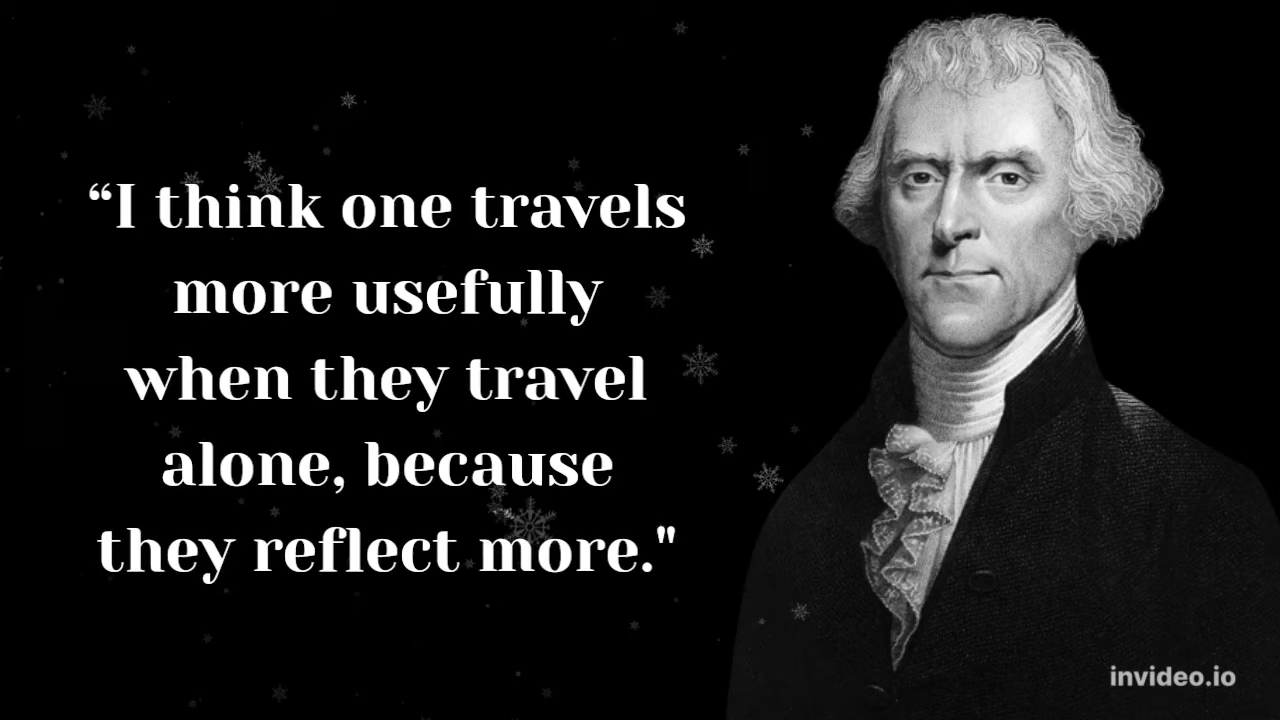 “I think one travels
more usefully
when they travel
alone, because
they reflect more."
invideo.io